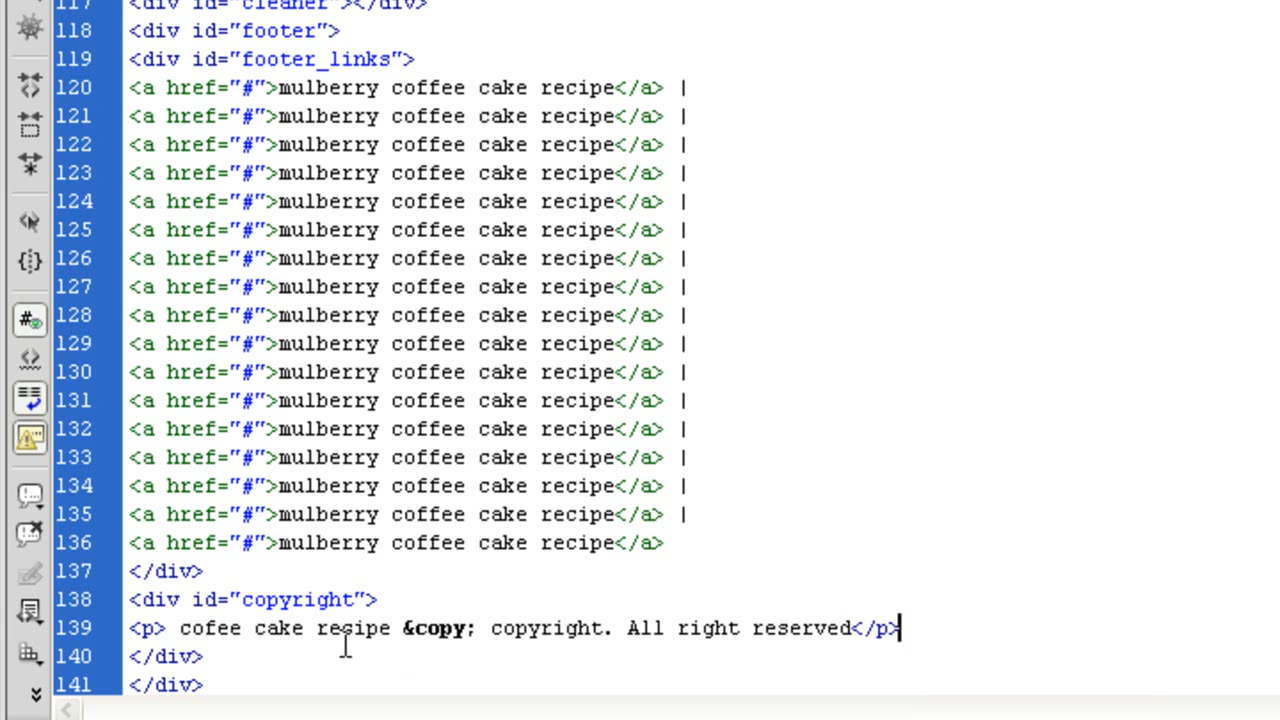 117 <div id="cleaner"></div>
118 <div id="footer">
119 <div id="footer_links">
120 <a href="#">mulberry coffee cake recipe</a> |
121 <a href="#">mulberry coffee cake recipe</a> |
122 <a href="#">mulberry coffee cake recipe</a> |
123 <a href="#">mulberry coffee cake recipe</a> |
124 <a href="#">mulberry coffee cake recipe</a> |
125 <a href="#">mulberry coffee cake recipe</a> |
126 <a href="#">mulberry coffee cake recipe</a> |
127 <a href="#">mulberry coffee cake recipe</a> |
128 <a href="#">mulberry coffee cake recipe</a> |
129 <a href="#">mulberry coffee cake recipe</a> |
130 <a href="#">mulberry coffee cake recipe</a> |
131 <a href="#">mulberry coffee cake recipe</a> |
132 <a href="#">mulberry coffee cake recipe</a> |
133 <a href="#">mulberry coffee cake recipe</a> |
134 <a href="#">mulberry coffee cake recipe</a> |
135 <a href="#">mulberry coffee cake recipe</a> |
136 <a href="#">mulberry coffee cake recipe</a>
137 </div>
138 <div id="copyright">
139 <p> cofee cake recipe &copy; copyright. All right reserved</p>
140 </div>
141 </div>